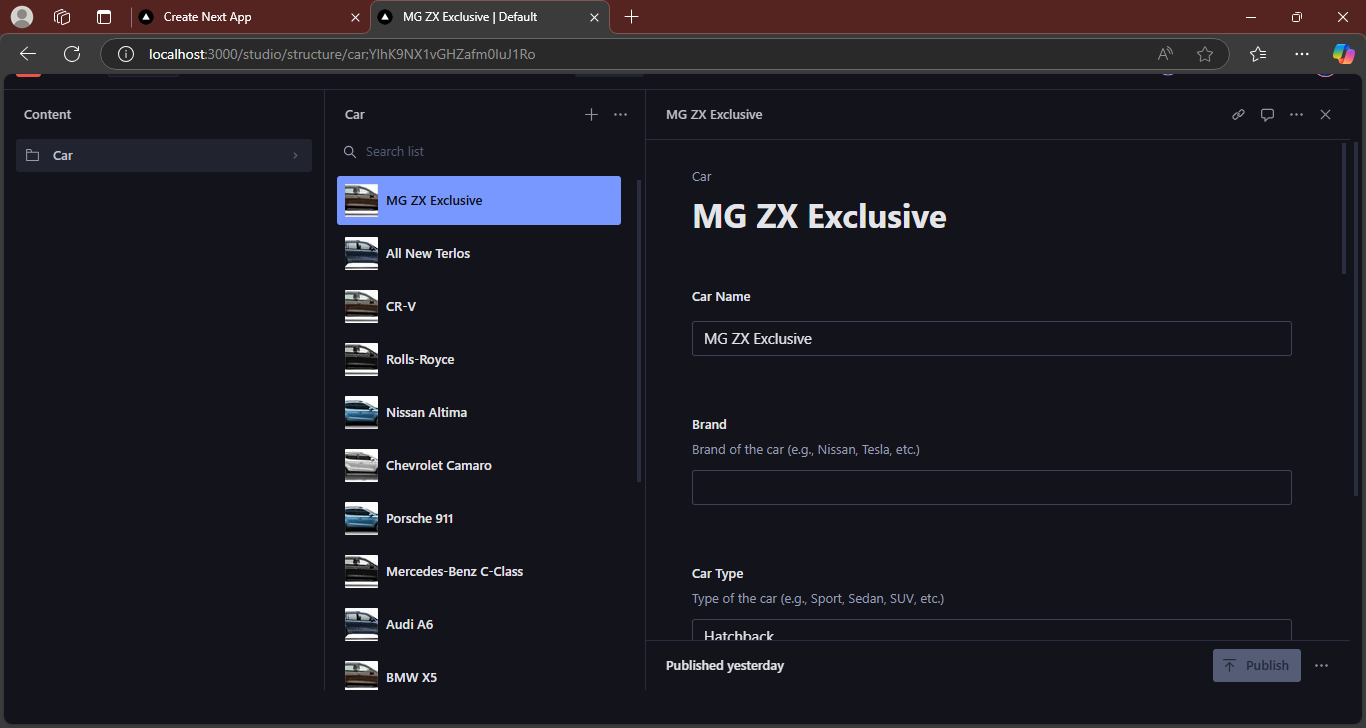 Create Next App
MG ZX Exclusive | Default
localhost:3000/studio/structure/car;YlhK9NX1vGHZafm0luJ1Ro
Content
Car
Car
Search list
MG ZX Exclusive
All New Terlos
CR-V
Rolls-Royce
Nissan Altima
Chevrolet Camaro
Porsche 911
Mercedes-Benz C-Class
Audi A6
BMW X5
MG ZX Exclusive
Car
MG ZX Exclusive
Car Name
MG ZX Exclusive
Brand
Brand of the car (e.g., Nissan, Tesla, etc.)
Car Type
Type of the car (e.g., Sport, Sedan, SUV, etc.)
Hatchback
Published yesterday
Publish